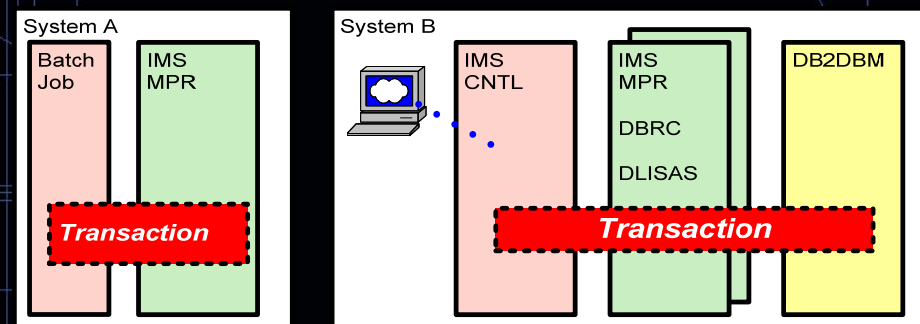 System A
Batch
Job
IMS
MPR
Transaction
System B
IMS
CNTL
IMS
MPR
DBRC
DLISAS
DB2DBM
Transaction